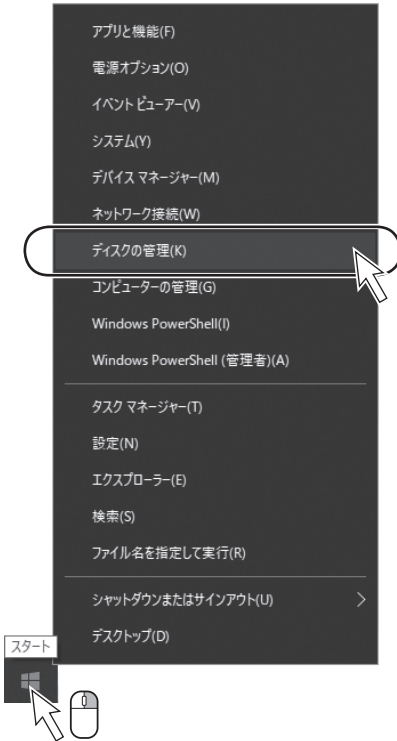 アプリと機能(F)
電源オプション(O)
イベント ビューアー(V)
システム(Y)
デバイス マネージャー(M)
ネットワーク接続(W)
ディスクの管理(K)
コンピューターの管理(G)
Windows PowerShell(I)
Windows PowerShell (管理者)(A)
タスク マネージャー(T)
設定(N)
エクスプローラー(E)
検索(S)
ファイル名を指定して実行(R)
シャットダウンまたはサインアウト(U)
デスクトップ(D)
スタート